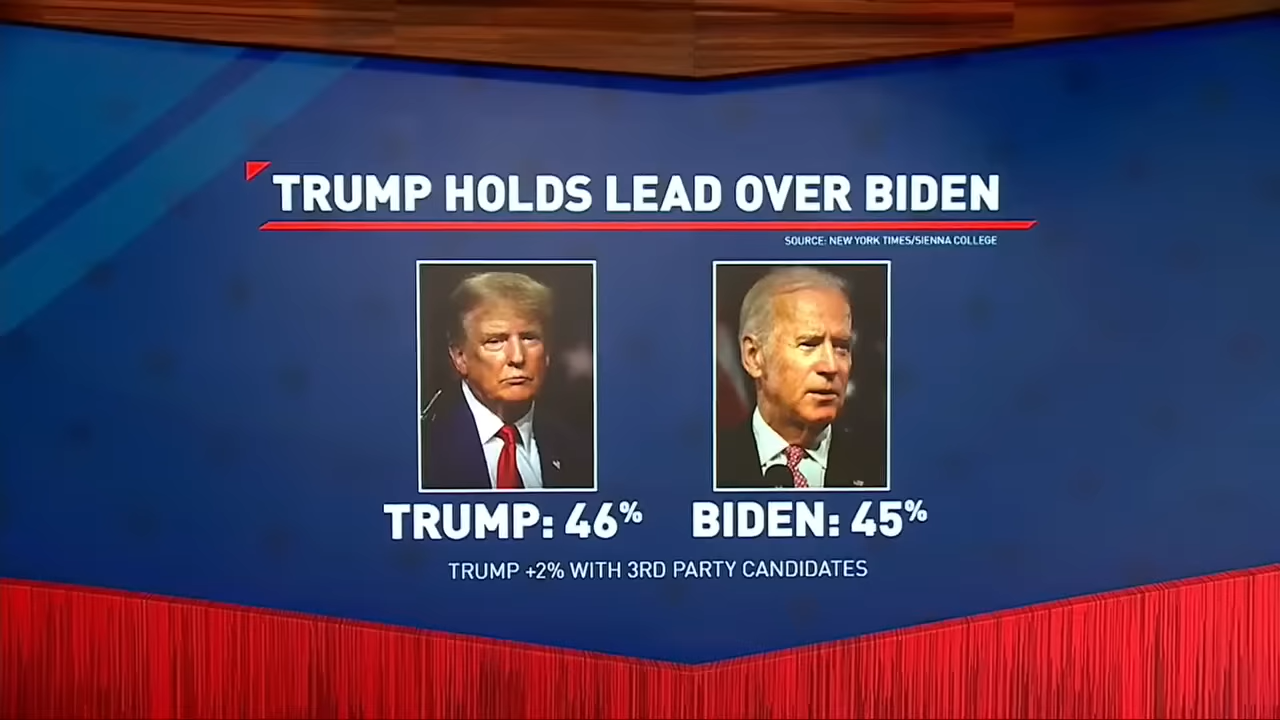 TRUMP HOLDS LEAD OVER BIDEN
SOURCE: NEW YORK TIMES/SIENNA COLLEGE
TRUMP: 46% BIDEN: 45%
TRUMP +2% WITH 3RD PARTY CANDIDATES